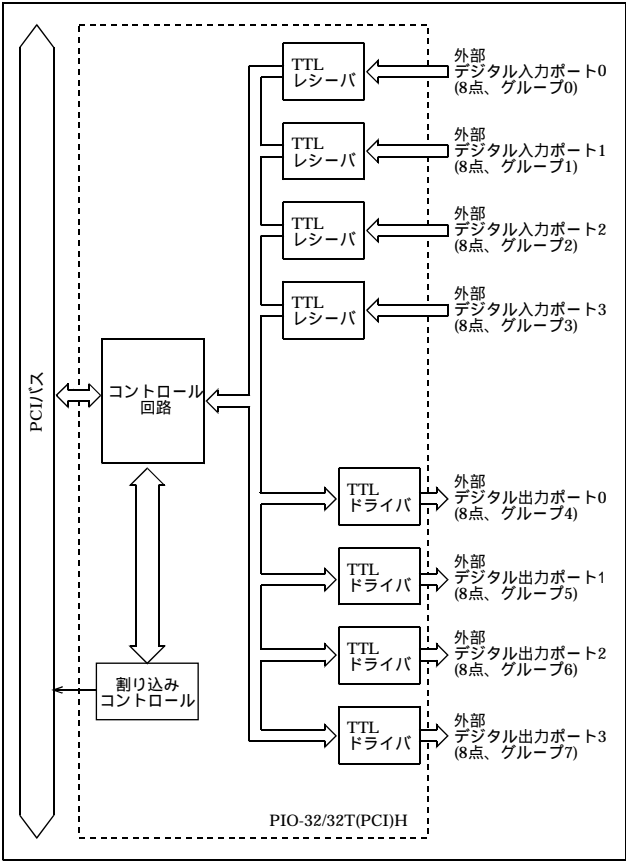 TTL
レシーバ
外部
デジタル入力ポート0
(8点、グループ0)
TTL
レシーバ
外部
デジタル入力ポート1
(8点、グループ1)
TTL
レシーバ
外部
デジタル入力ポート2
(8点、グループ2)
TTL
レシーバ
外部
デジタル入力ポート3
(8点、グループ3)
PCIバス
コントロール
回路
TTL
ドライバ
外部
デジタル出力ポート0
(8点、グループ4)
TTL
ドライバ
外部
デジタル出力ポート1
(8点、グループ5)
TTL
ドライバ
外部
デジタル出力ポート2
(8点、グループ6)
割り込み
コントロール
TTL
ドライバ
外部
デジタル出力ポート3
(8点、グループ7)
PIO-32/32T(PCI)H